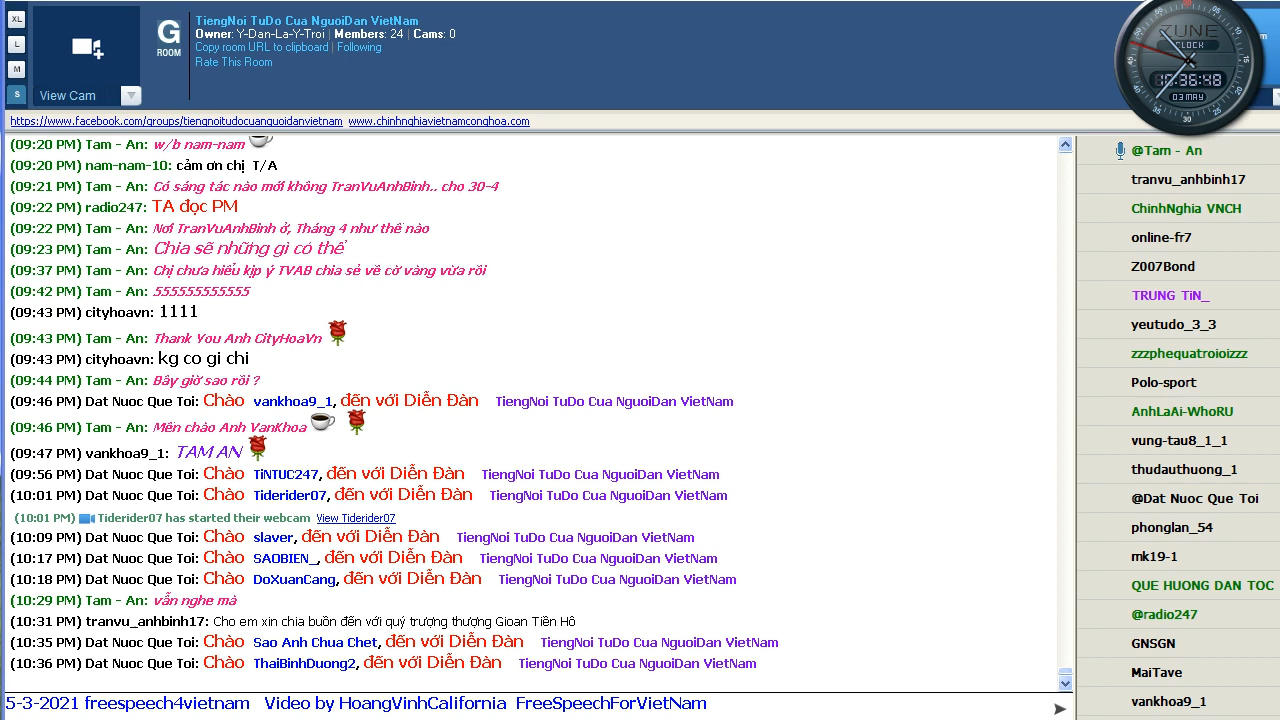 XL
L
M
S
View Cam
G
ROOM
TiengNoi TuDo Cua NguoiDan VietNam
Owner: Y-Dan-La-Y-Troi | Members: 24 | Cams: 0
Copy room URL to clipboard | Following
Rate This Room
CLOCK
10:36:48
03 MAY
https://www.facebook.com/groups/tiengnoitudocuanguoidanvietnam www.chinhnghiavietnamconghoa.com
(09:20 PM) Tam - An: w/b nam-nam
(09:20 PM) nam-nam-10: cảm ơn chị T/A
(09:21 PM) Tam - An: Có sáng tác nào mới không TranVuAnhBinh.. cho 30-4
(09:22 PM) radio247: TA đọc PM
(09:22 PM) Tam - An: Nơi TranVuAnhBinh ở, Tháng 4 như thế nào
(09:23 PM) Tam - An: Chia sẽ những gì có thể
(09:37 PM) Tam - An: Chị chưa hiểu kịp ý TVAB chia sẻ về cờ vàng vừa rồi
(09:42 PM) Tam - An: 555555555555
(09:43 PM) cityhoavn: 1111
(09:43 PM) Tam - An: Thank You Anh CityHoaVn
(09:43 PM) cityhoavn: kg co gi chi
(09:44 PM) Tam - An: Bây giờ sao rồi ?
(09:46 PM) Dat Nuoc Que Toi: Chào vankhoa9_1, đến với Diễn Đàn TiengNoi TuDo Cua NguoiDan VietNam
(09:46 PM) Tam - An: Mến chào Anh VanKhoa
(09:47 PM) vankhoa9_1: TAM AN
(09:56 PM) Dat Nuoc Que Toi: Chào TiNTUC247, đến với Diễn Đàn TiengNoi TuDo Cua NguoiDan VietNam
(10:01 PM) Dat Nuoc Que Toi: Chào Tiderider07, đến với Diễn Đàn TiengNoi TuDo Cua NguoiDan VietNam
(10:01 PM) Tiderider07 has started their webcam View Tiderider07
(10:09 PM) Dat Nuoc Que Toi: Chào slaver, đến với Diễn Đàn TiengNoi TuDo Cua NguoiDan VietNam
(10:17 PM) Dat Nuoc Que Toi: Chào SAOBIEN_, đến với Diễn Đàn TiengNoi TuDo Cua NguoiDan VietNam
(10:18 PM) Dat Nuoc Que Toi: Chào DoXuanCang, đến với Diễn Đàn TiengNoi TuDo Cua NguoiDan VietNam
(10:29 PM) Tam - An: vẫn nghe mà
(10:31 PM) tranvu_anhbinh17: Cho em xin chia buồn đến với quý trượng thượng Gioan Tiền Hô
(10:35 PM) Dat Nuoc Que Toi: Chào Sao Anh Chua Chet, đến với Diễn Đàn TiengNoi TuDo Cua NguoiDan VietNam
(10:36 PM) Dat Nuoc Que Toi: Chào ThaiBinhDuong2, đến với Diễn Đàn TiengNoi TuDo Cua NguoiDan VietNam
5-3-2021 freespeech4vietnam Video by HoangVinhCalifornia FreeSpeechForVietNam
@Tam - An
tranvu_anhbinh17
ChinhNghia VNCH
online-fr7
Z007Bond
TRUNG TiN_
yeutudo_3_3
zzzphequatroioizzz
Polo-sport
AnhLaAi-WhoRU
vung-tau8_1_1
thudauthuong_1
@Dat Nuoc Que Toi
phonglan_54
mk19-1
QUE HUONG DAN TOC
@radio247
GNSGN
MaiTave
vankhoa9_1